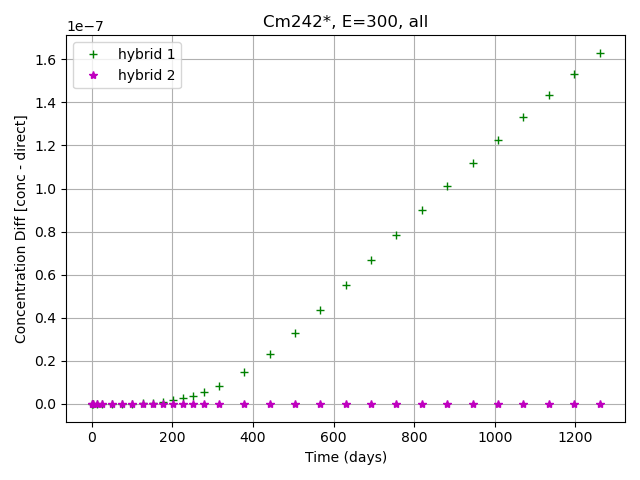 Cm242*, E=300, all
1e−7
hybrid 1
hybrid 2
1.6
1.4
1.2
1.0
0.8
0.6
0.4
0.2
0.0
Concentration Diff [conc - direct]
0 200 400 600 800 1000 1200
Time (days)